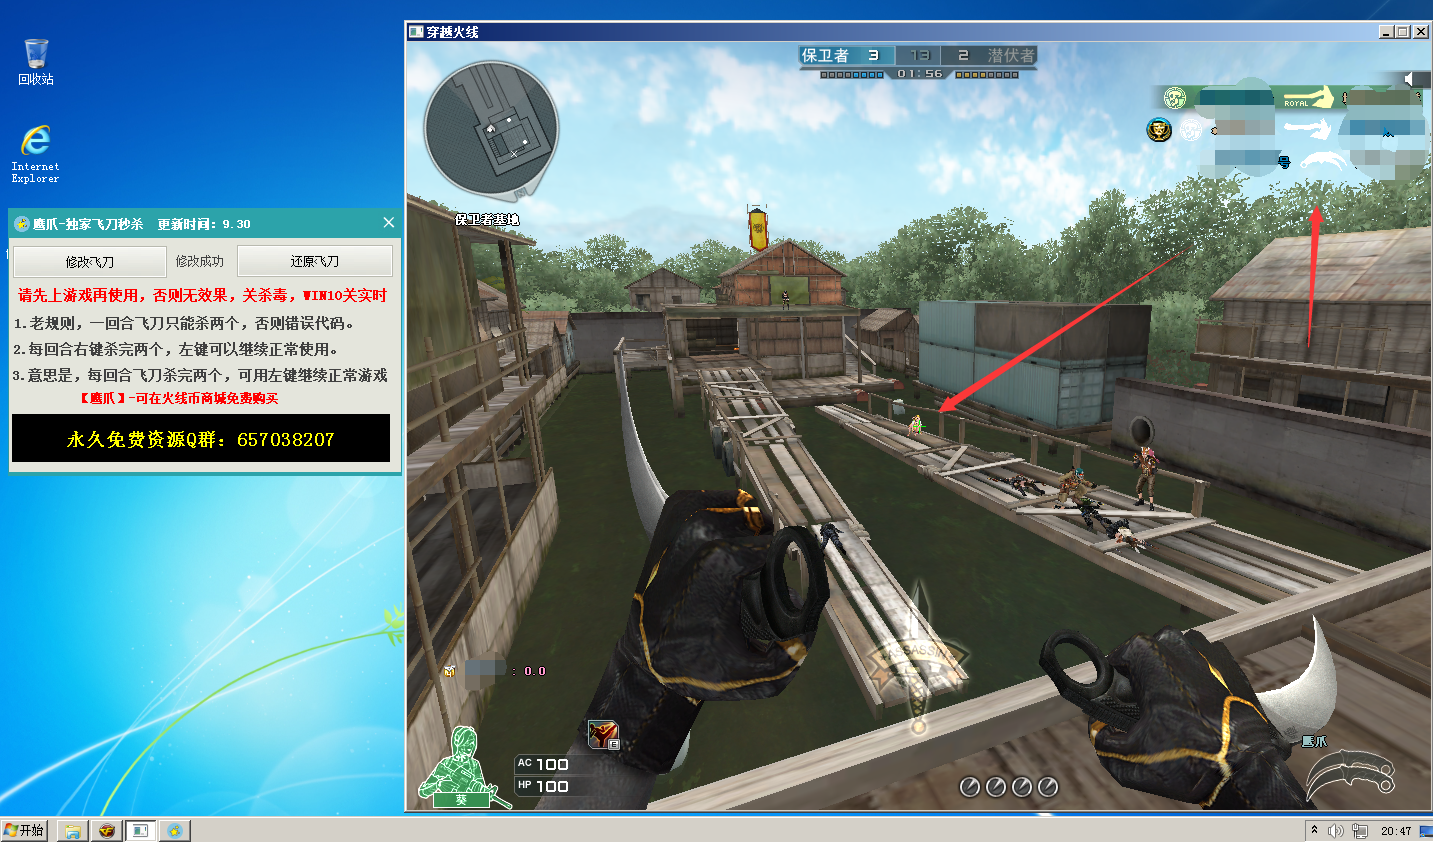 回收站
Internet
Explorer
鹰爪-独家飞刀秒杀 更新时间：9.30
修改飞刀
修改成功
还原飞刀
请先上游戏再使用，否则无效果，关杀毒，WIN10关实时
1.老规则，一回合飞刀只能杀两个，否则错误代码。
2.每回合右键杀完两个，左键可以继续正常使用。
3.意思是，每回合飞刀杀完两个，可用左键继续正常游戏
【鹰爪】-可在火线币商城免费购买
永久免费资源Q群：657038207
穿越火线
保卫者 3 13 2 潜伏者
01:56
ROYAL
保卫者基地
: 0.0
ASSASSIN
E
AC 100
HP 100
葵
鹰爪
开始
20:47